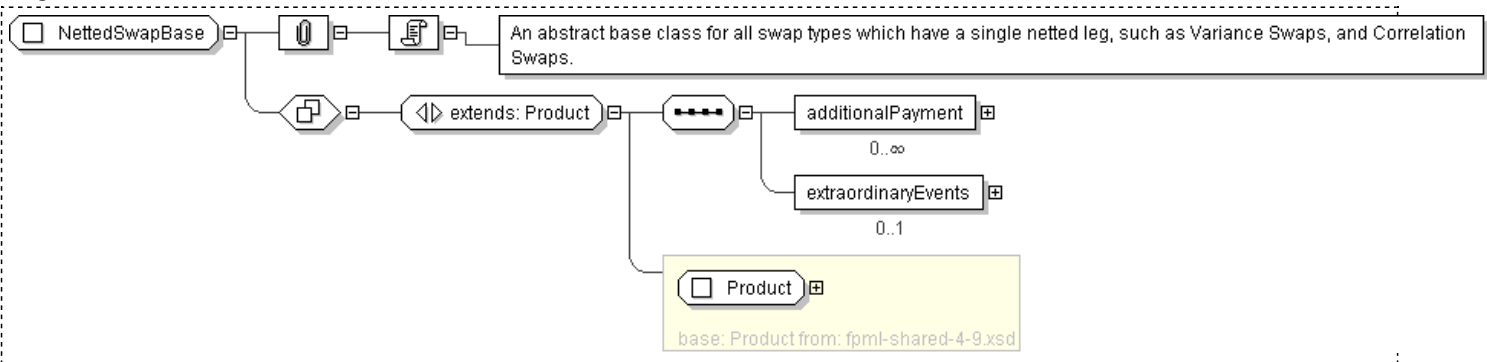 NettedSwapBase
An abstract base class for all swap types which have a single netted leg, such as Variance Swaps, and Correlation
Swaps.
extends: Product
additionalPayment
0..∞
extraordinaryEvents
0..1
Product
base: Product from: fpml-shared-4-9.xsd